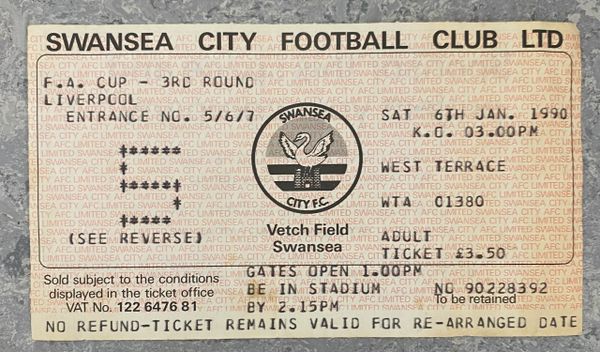 SWANSEA CITY FOOTBALL CLUB LTD
F.A. CUP - 3RD ROUND
LIVERPOOL
ENTRANCE NO. 5/6/7
SAT 6TH JAN. 1990
K.O. 03.00PM
5
SWANSEA
CITY F.C.
WEST TERRACE
WTA 01380
(SEE REVERSE)
Vetch Field
Swansea
ADULT
TICKET £3.50
Sold subject to the conditions
displayed in the ticket office
VAT No. 122 6476 81
GATES OPEN 1.00PM
BE IN STADIUM
BY 2.15PM
NO 90228392
To be retained
NO REFUND-TICKET REMAINS VALID FOR RE-ARRANGED DATE